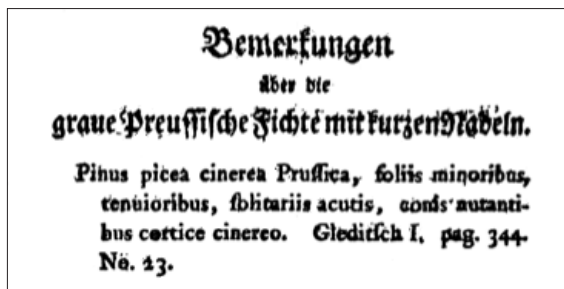 Bemerkungen
über die
graue Preussische Fichte mit kurzen Nadeln.
Pinus picea cinerea Prussica, foliis minoribus,
tenuioribus, solitariis acutis, conis nutanti-
bus cortice cinereo. Gleditsch I. pag. 344.
No. 23.